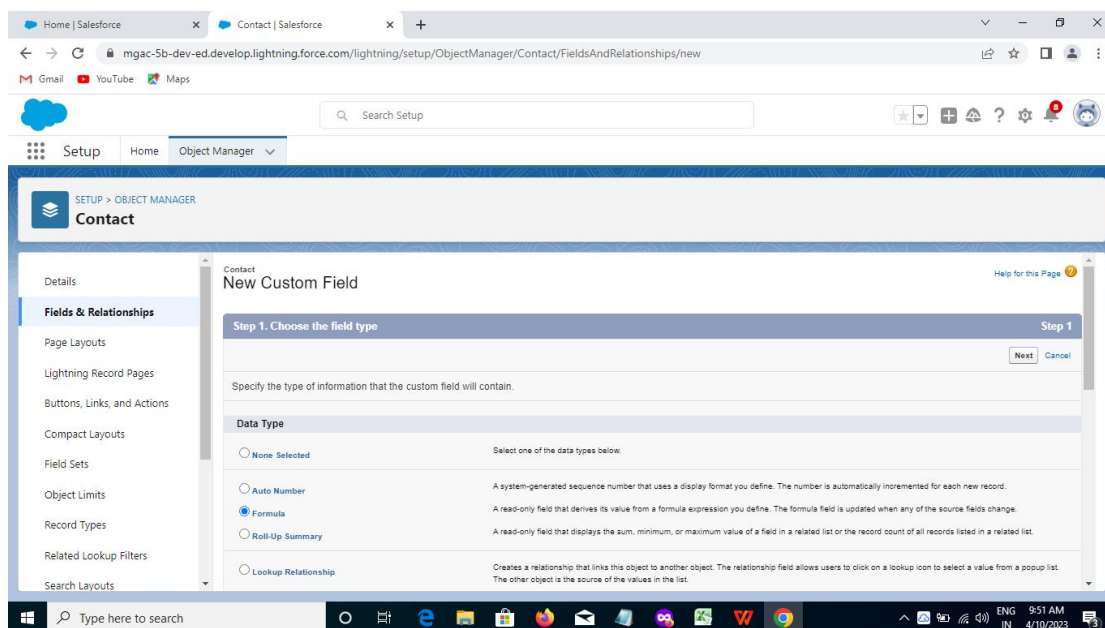 Home | Salesforce
Contact | Salesforce
mgac-5b-dev-ed.develop.lightning.force.com/lightning/setup/ObjectManager/Contact/FieldsAndRelationships/new
Gmail YouTube Maps
Search Setup
8
Setup Home Object Manager
SETUP > OBJECT MANAGER
Contact
Details
Fields & Relationships
Page Layouts
Lightning Record Pages
Buttons, Links, and Actions
Compact Layouts
Field Sets
Object Limits
Record Types
Related Lookup Filters
Search Layouts
Contact
New Custom Field
Help for this Page
Step 1. Choose the field type Step 1
Next Cancel
Specify the type of information that the custom field will contain.
Data Type
None Selected Select one of the data types below.
Auto Number A system-generated sequence number that uses a display format you define. The number is automatically incremented for each new record.
Formula A read-only field that derives its value from a formula expression you define. The formula field is updated when any of the source fields change.
Roll-Up Summary A read-only field that displays the sum, minimum, or maximum value of a field in a related list or the record count of all records listed in a related list.
Lookup Relationship Creates a relationship that links this object to another object. The relationship field allows users to click on a lookup icon to select a value from a popup list.
The other object is the source of the values in the list.
Type here to search
ENG 9:51 AM
IN 4/10/2023
3